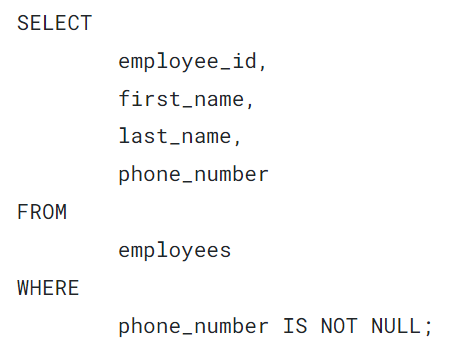 SELECT
employee_id,
first_name,
last_name,
phone_number
FROM
employees
WHERE
phone_number IS NOT NULL;